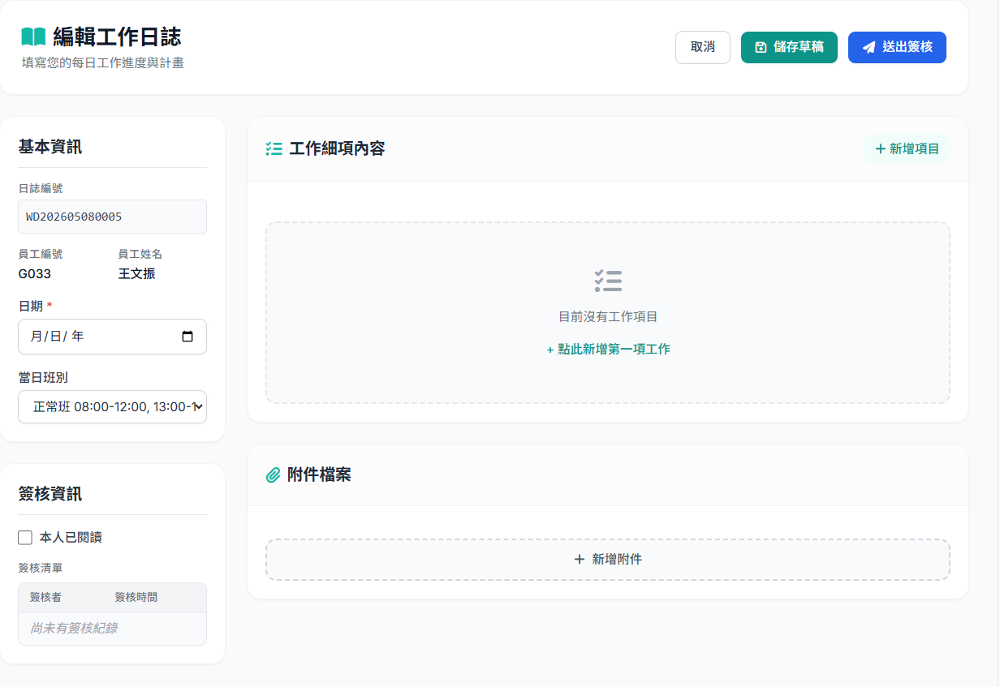 編輯工作日誌
填寫您的每日工作進度與計畫
取消
儲存草稿
送出簽核
基本資訊
日誌編號
WD202605080005
員工編號 員工姓名
G033 王文振
日期 *
月/日/ 年
當日班別
正常班 08:00-12:00, 13:00-1
簽核資訊
本人已閱讀
簽核清單
簽核者 簽核時間
尚未有簽核紀錄
工作細項內容
+ 新增項目
目前沒有工作項目
+ 點此新增第一項工作
附件檔案
+ 新增附件